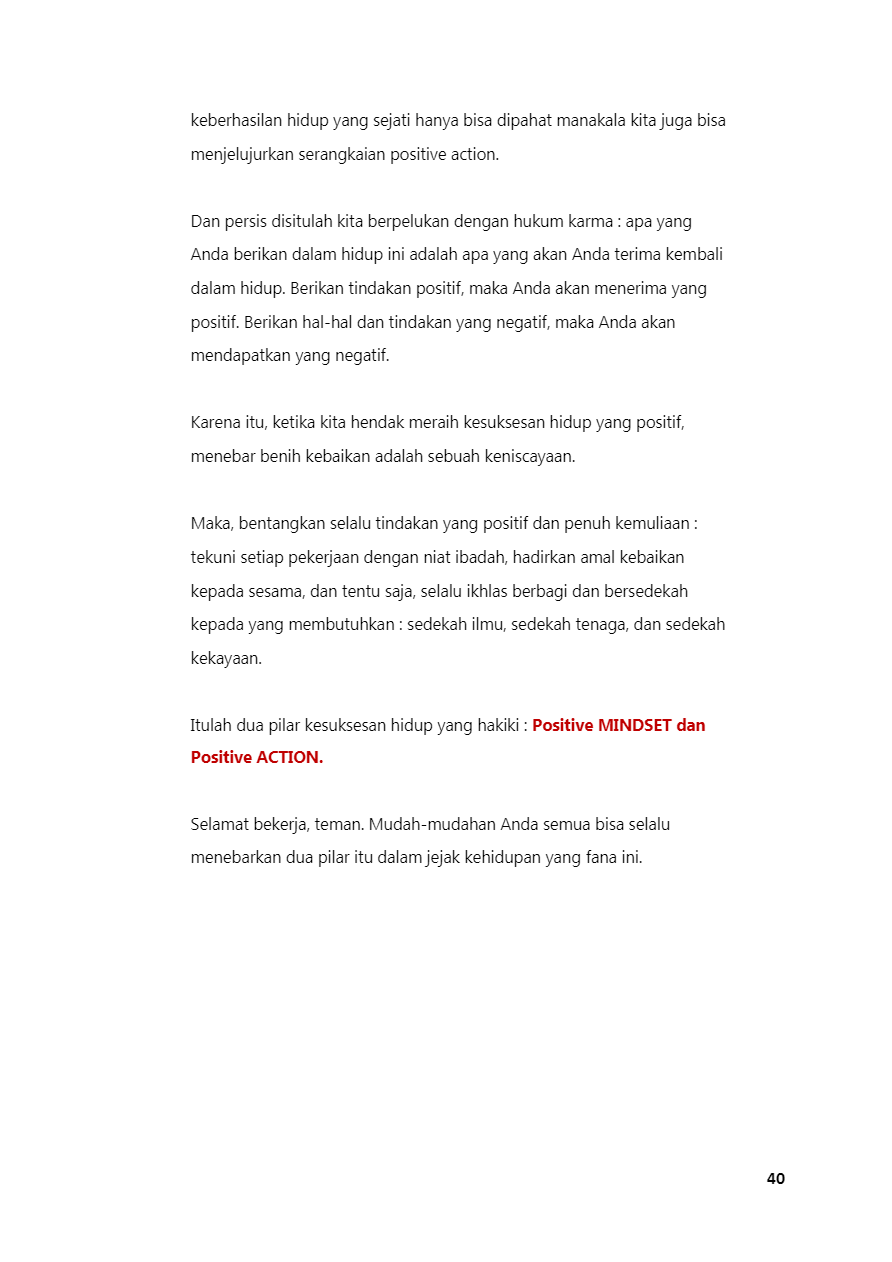 keberhasilan hidup yang sejati hanya bisa dipahat manakala kita juga bisa
menjelujurkan serangkaian positive action.
Dan persis disitulah kita berpelukan dengan hukum karma : apa yang
Anda berikan dalam hidup ini adalah apa yang akan Anda terima kembali
dalam hidup. Berikan tindakan positif, maka Anda akan menerima yang
positif. Berikan hal-hal dan tindakan yang negatif, maka Anda akan
mendapatkan yang negatif.
Karena itu, ketika kita hendak meraih kesuksesan hidup yang positif,
menebar benih kebaikan adalah sebuah keniscayaan.
Maka, bentangkan selalu tindakan yang positif dan penuh kemuliaan :
tekuni setiap pekerjaan dengan niat ibadah, hadirkan amal kebaikan
kepada sesama, dan tentu saja, selalu ikhlas berbagi dan bersedekah
kepada yang membutuhkan : sedekah ilmu, sedekah tenaga, dan sedekah
kekayaan.
Itulah dua pilar kesuksesan hidup yang hakiki : Positive MINDSET dan
Positive ACTION.
Selamat bekerja, teman. Mudah-mudahan Anda semua bisa selalu
menebarkan dua pilar itu dalam jejak kehidupan yang fana ini.
40